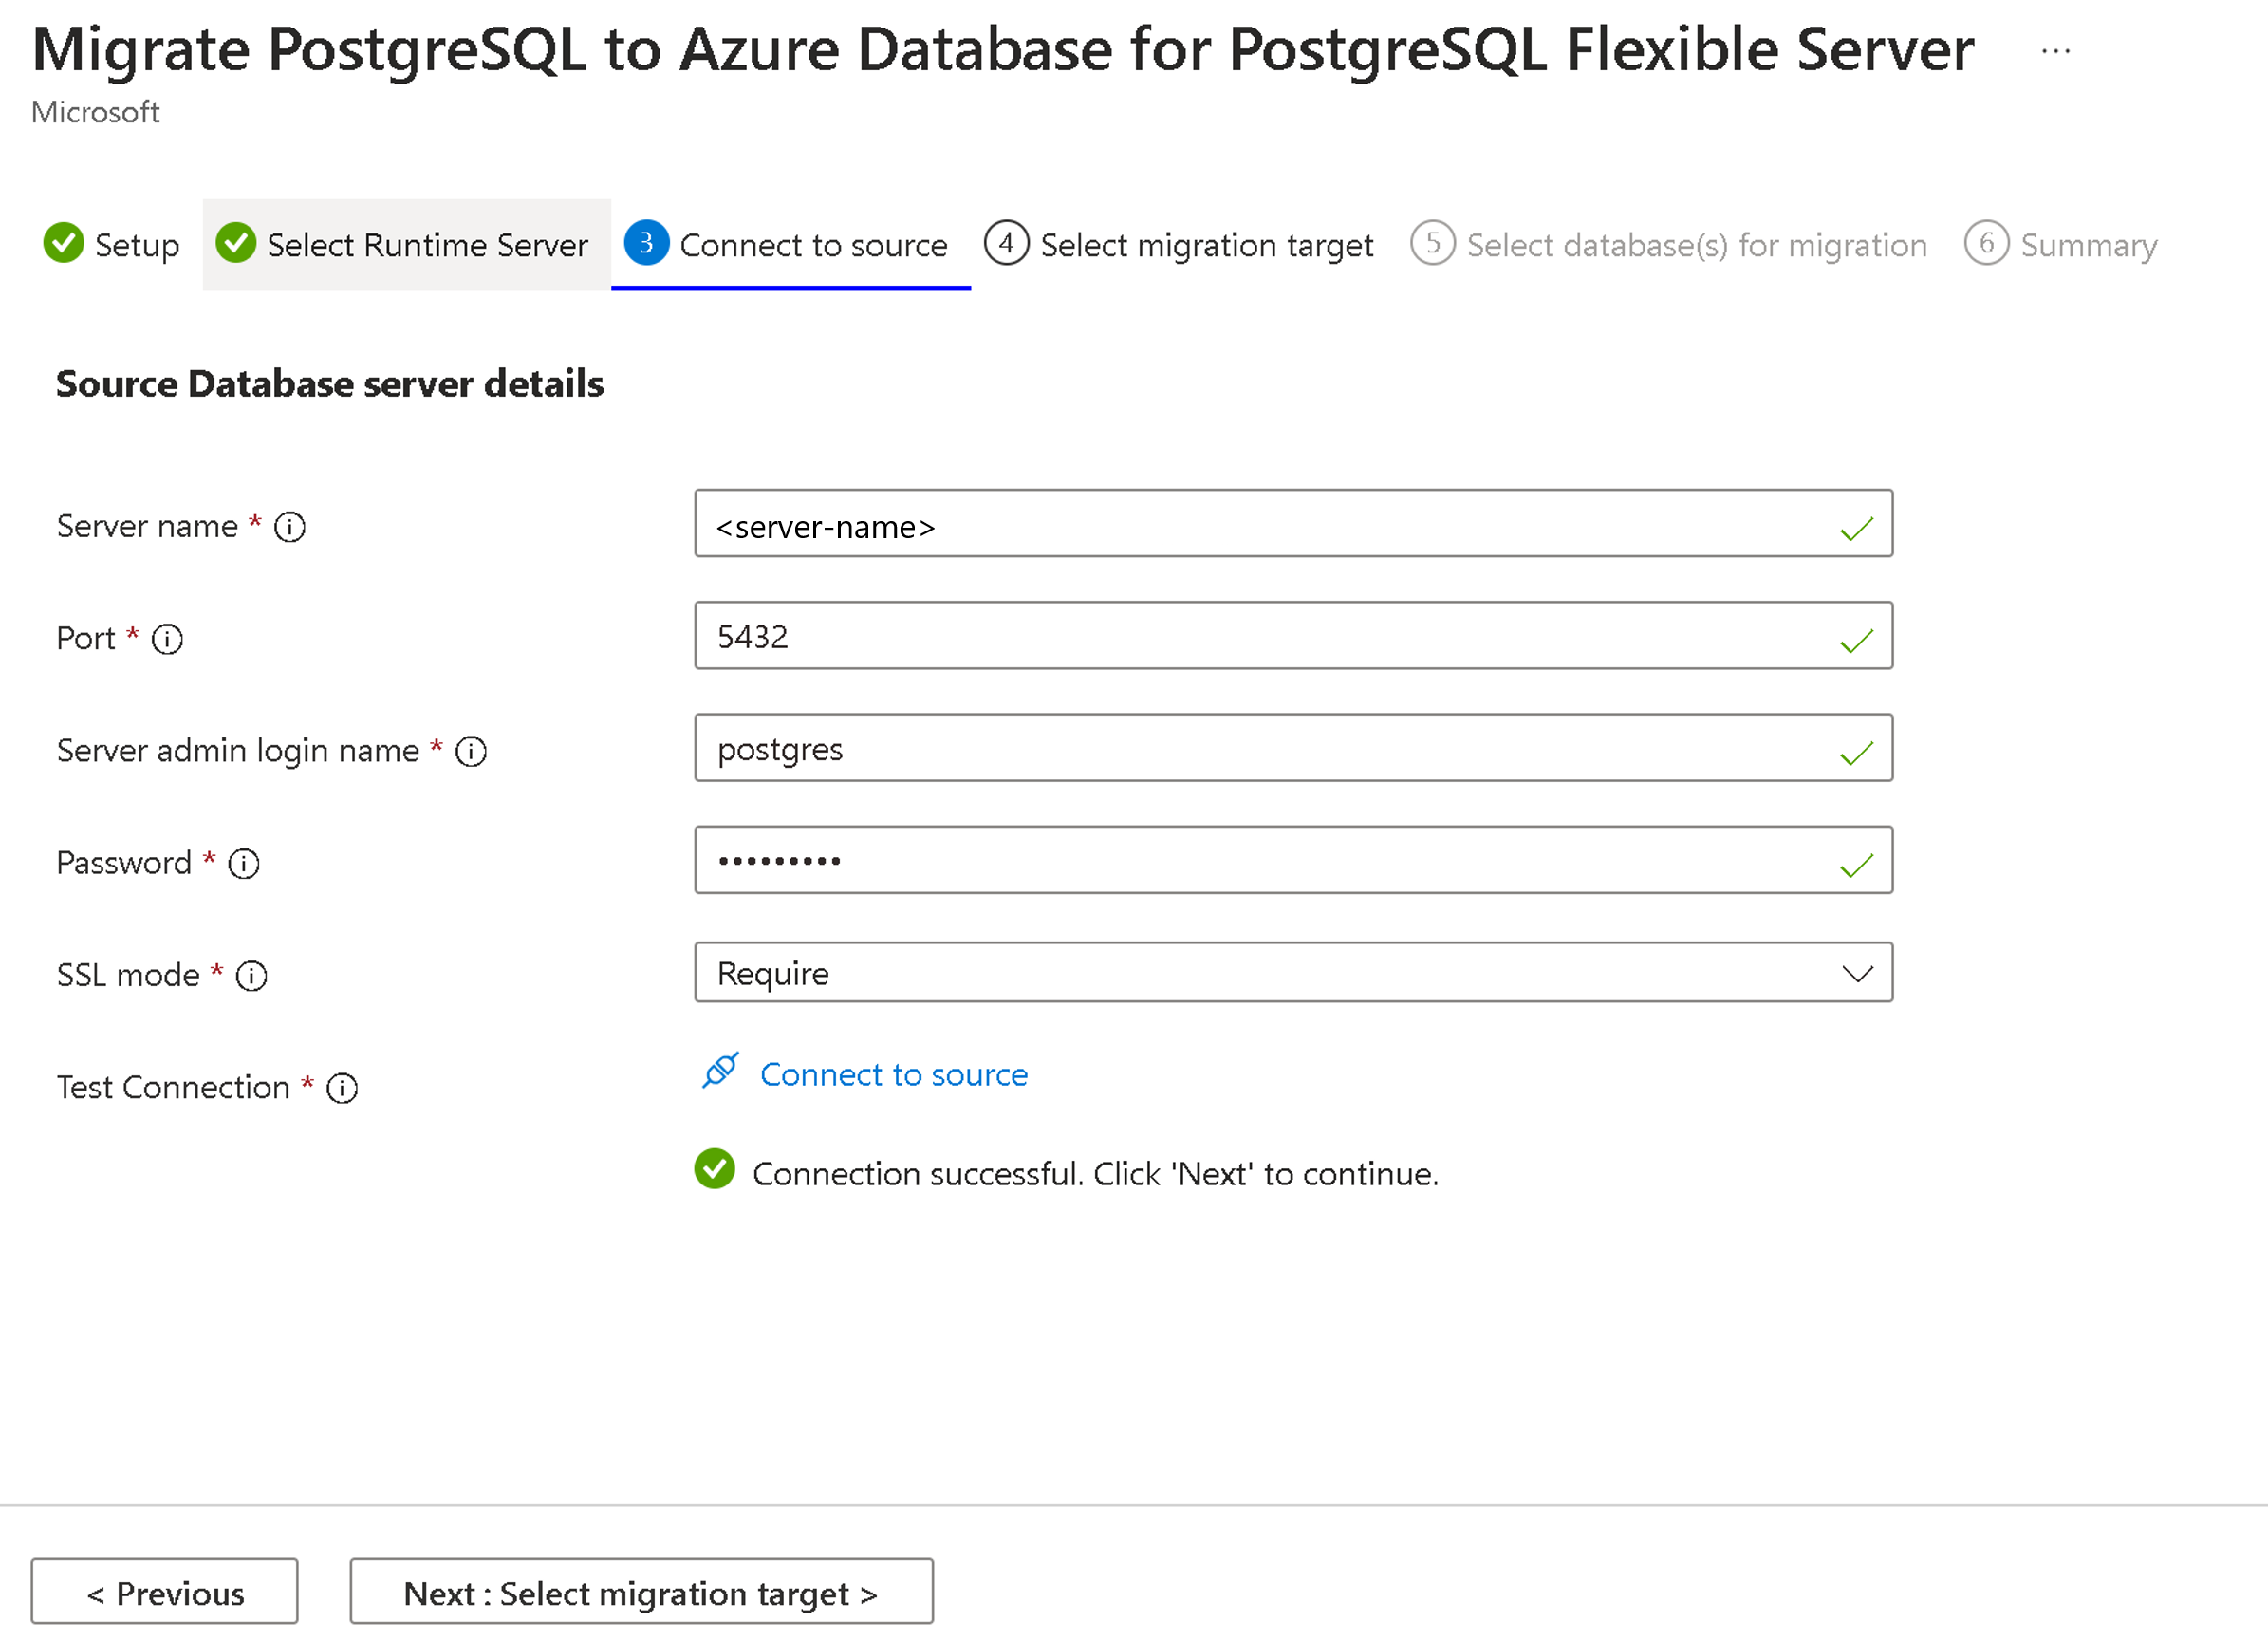 Migrate PostgreSQL to Azure Database for PostgreSQL Flexible Server ...
Microsoft
Setup Select Runtime Server 3 Connect to source 4 Select migration target 5 Select database(s) for migration 6 Summary
Source Database server details
Server name * <server-name>
Port * 5432
Server admin login name * postgres
Password * •••••••••
SSL mode * Require
Test Connection * Connect to source
Connection successful. Click 'Next' to continue.
< Previous Next : Select migration target >